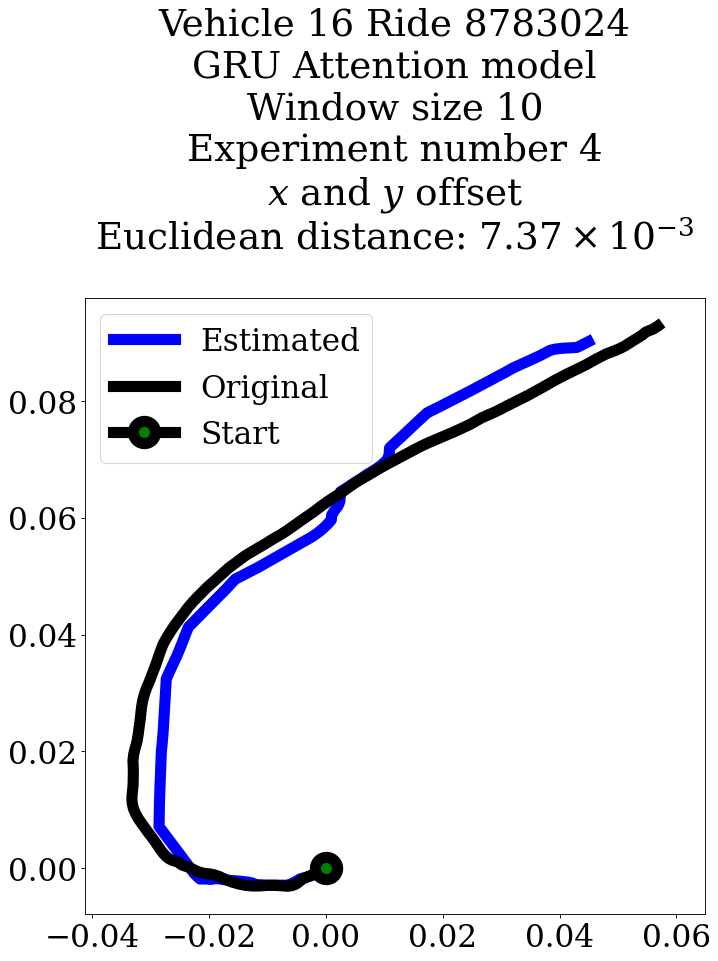 Vehicle 16 Ride 8783024
GRU Attention model
Window size 10
Experiment number 4
x and y offset
Euclidean distance: 7.37 × 10⁻³
Estimated
Original
Start
0.08
0.06
0.04
0.02
0.00
−0.04 −0.02 0.00 0.02 0.04 0.06